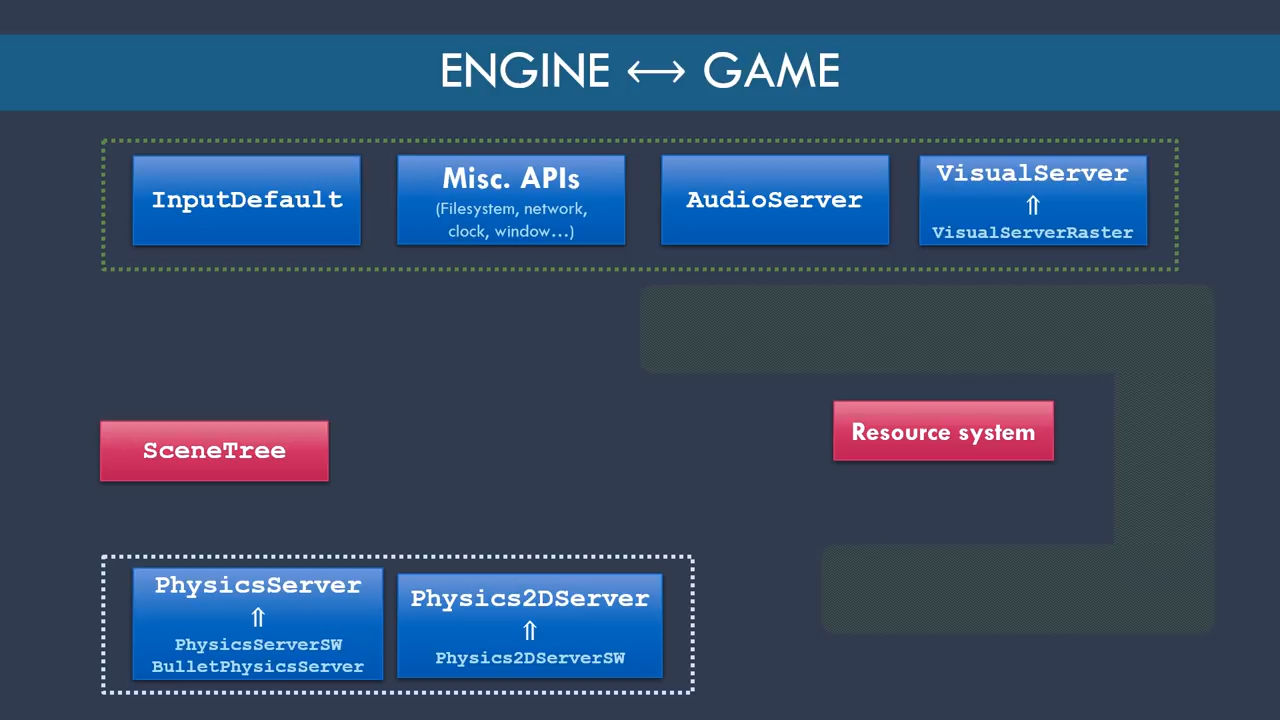 ENGINE ⟷ GAME
InputDefault
Misc. APIs
(Filesystem, network,
clock, window...)
AudioServer
VisualServer
⇑
VisualServerRaster
SceneTree
Resource system
PhysicsServer
⇑
PhysicsServerSW
BulletPhysicsServer
Physics2DServer
⇑
Physics2DServerSW